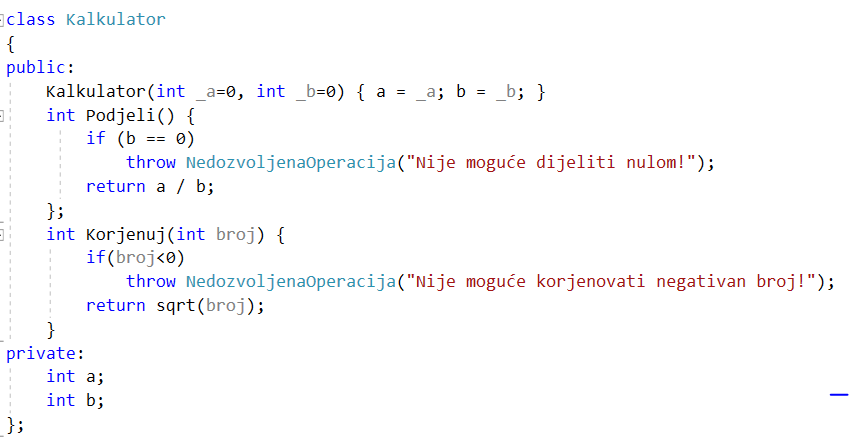 class Kalkulator
{
public:
    Kalkulator(int _a=0, int _b=0) { a = _a; b = _b; }
    int Podjeli() {
        if (b == 0)
            throw NedozvoljenaOperacija("Nije moguće dijeliti nulom!");
        return a / b;
    };
    int Korjenuj(int broj) {
        if(broj<0)
            throw NedozvoljenaOperacija("Nije moguće korjenovati negativan broj!");
        return sqrt(broj);
    }
private:
    int a;
    int b;
};